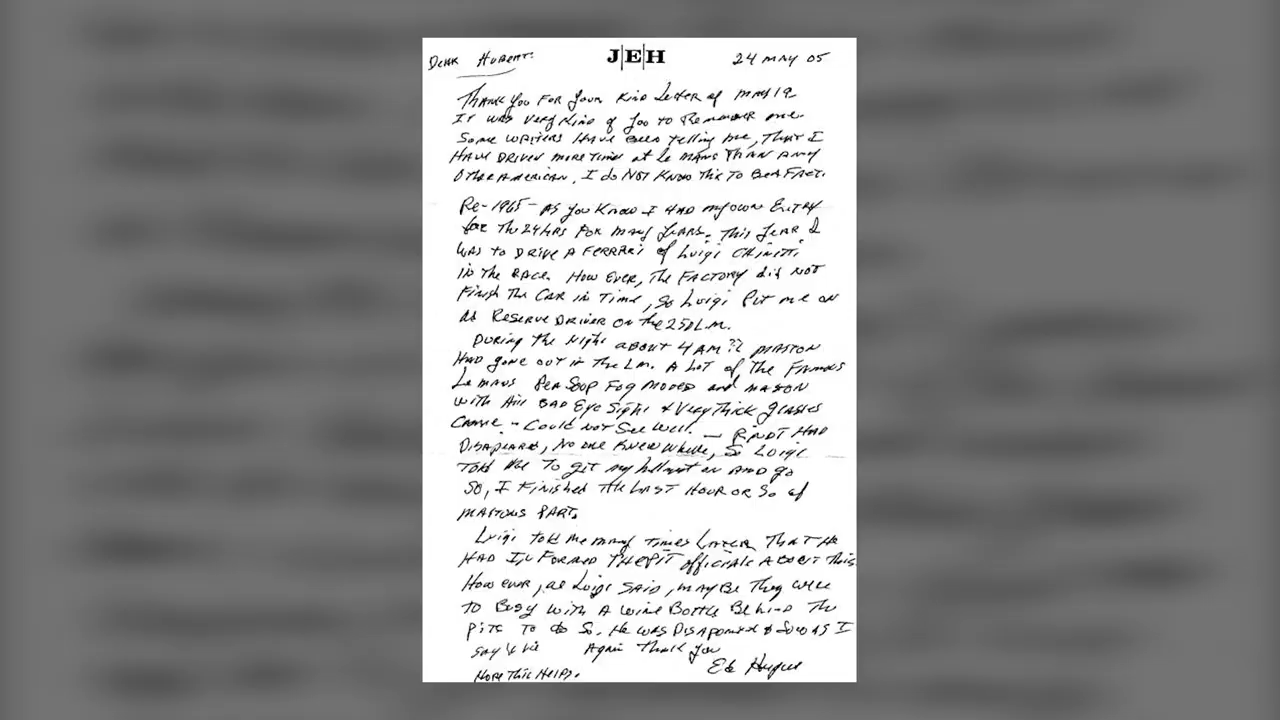 Dear Hubert: J|E|H 24 May 05
Thank you for your kind letter of May 19
It was very kind of you to remember me.
Some writers have been telling me, that I
have driven more time at Le Mans than any
other American, I do not know this to be a fact.
Re-1965 - as you know I had my own entry
for the 24 hrs for many years. This year I
was to drive a Ferrari of Luigi Chinetti
in the race. However, the factory did not
finish the car in time, so Luigi put me on
as reserve driver on the 250 L.M.
During the night about 4 AM ?? Maston
had gone out in the LM. A lot of the famous
Le Mans pea soup fog moved and Mason
with his bad eye sight & very thick glasses
came - could not see well. — Rindt had
disapeared, no one knew where, so Luigi
told me to get my helmet on and go
So, I finished the last hour or so of
Mastons part.
Luigi told me many times later that he
had informed the pit officials about this.
However, as Luigi said, maybe they were
to busy with a wine bottle behind the
pits to do so. He was disapointed & so
say Again thank you
Hope this helps. Ed Hugus